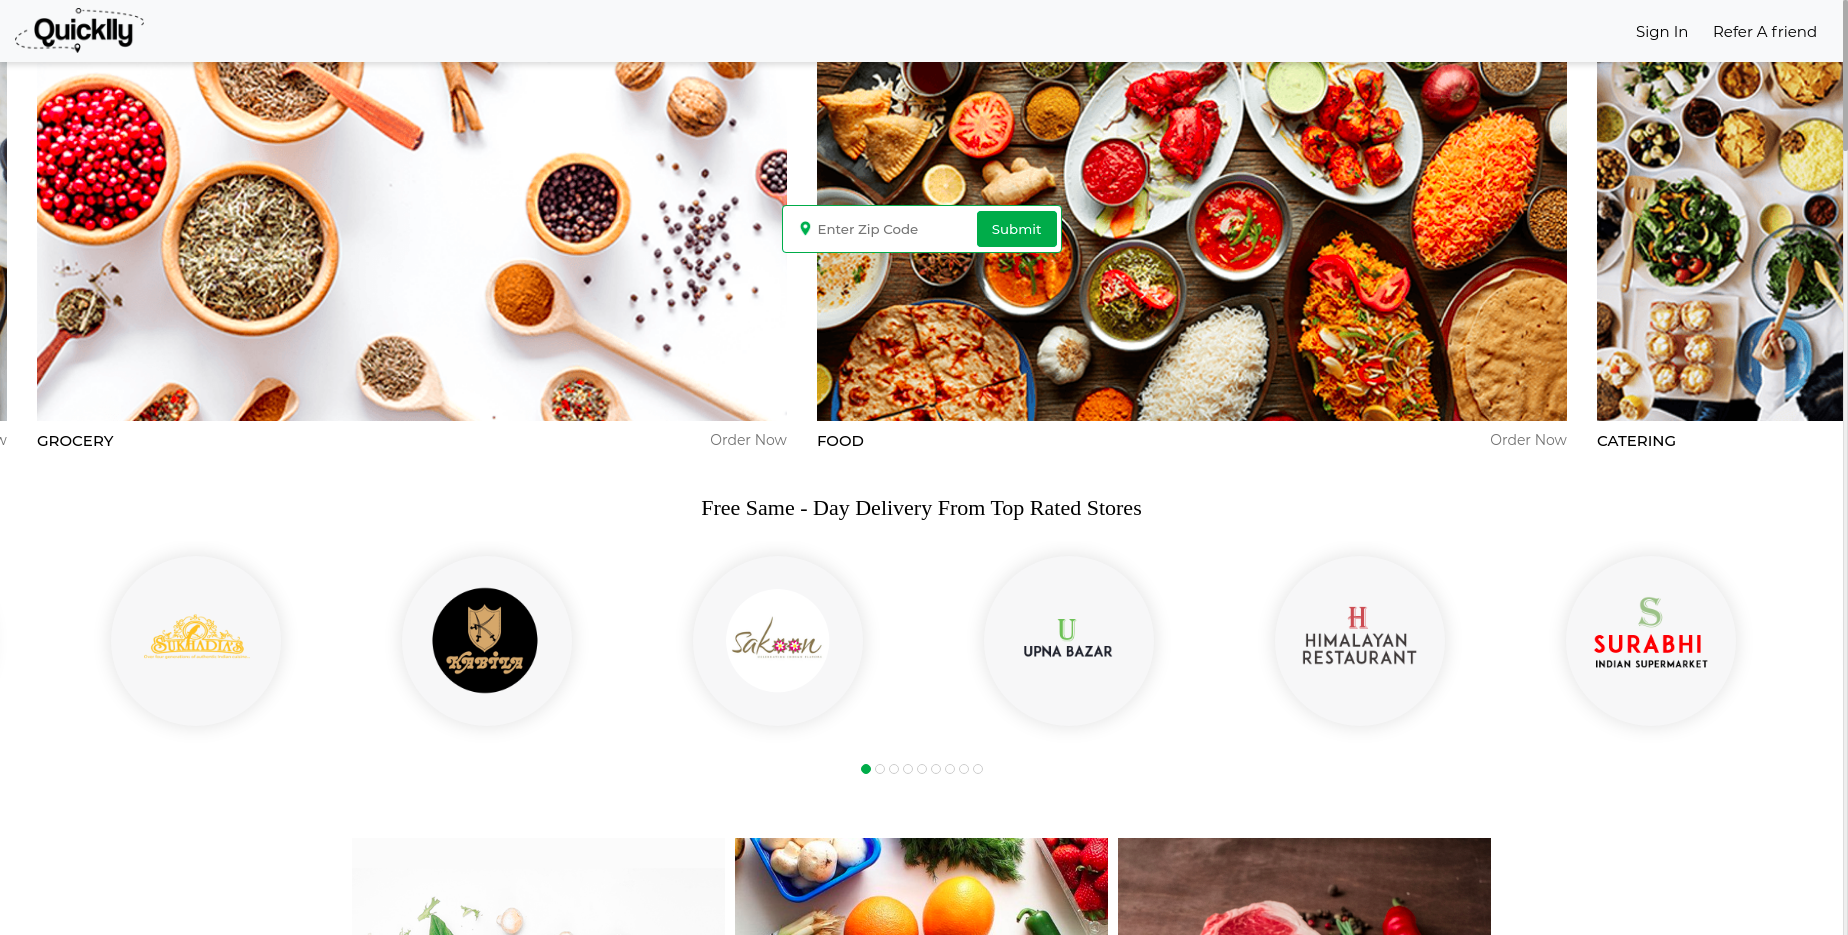 Quicklly
Sign In
Refer A friend
Enter Zip Code
Submit
w
GROCERY
Order Now
FOOD
Order Now
CATERING
Free Same - Day Delivery From Top Rated Stores
SUKHADIA'S
K
KABILA
sakoon
U
UPNA BAZAR
H
HIMALAYAN
RESTAURANT
S
SURABHI
INDIAN SUPERMARKET